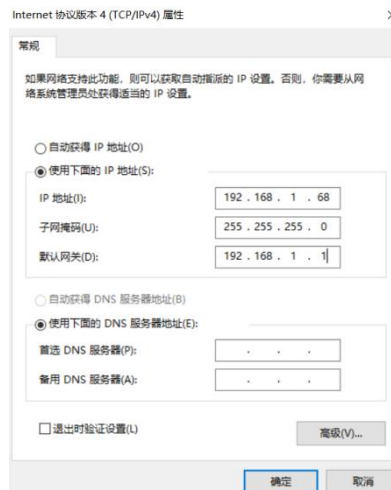 Internet 协议版本 4 (TCP/IPv4) 属性
常规
如果网络支持此功能，则可以获取自动指派的 IP 设置。否则，你需要从网
络系统管理员处获得适当的 IP 设置。
自动获得 IP 地址(O)
使用下面的 IP 地址(S):
IP 地址(I): 192 . 168 . 1 . 68
子网掩码(U): 255 . 255 . 255 . 0
默认网关(D): 192 . 168 . 1 . 1
自动获得 DNS 服务器地址(B)
使用下面的 DNS 服务器地址(E):
首选 DNS 服务器(P): . . .
备用 DNS 服务器(A): . . .
退出时验证设置(L)
高级(V)...
确定 取消